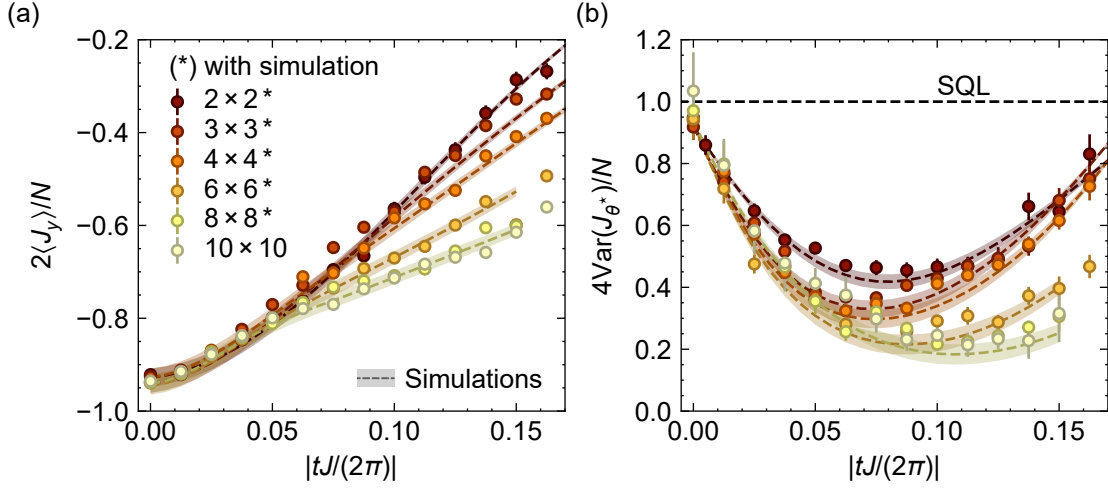 (a)
2⟨J_y⟩/N
−0.2
−0.4
−0.6
−0.8
−1.0
(*) with simulation
2 × 2*
3 × 3*
4 × 4*
6 × 6*
8 × 8*
10 × 10
Simulations
0.00 0.05 0.10 0.15
|tJ/(2π)|
(b)
4Var(J_θ*)/N
1.2
1.0
0.8
0.6
0.4
0.2
0.0
SQL
0.00 0.05 0.10 0.15
|tJ/(2π)|